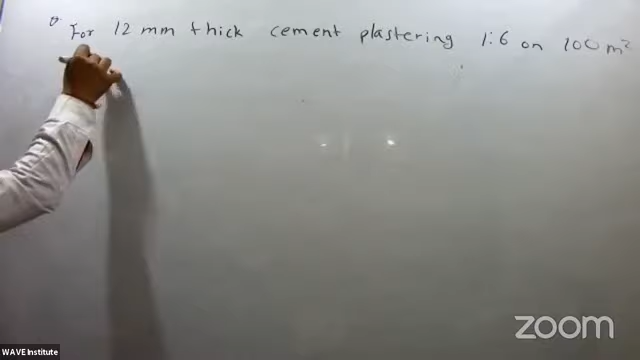 Q For 12 mm thick cement plastering 1:6 on 100 m²
zoom
WAVE Institute